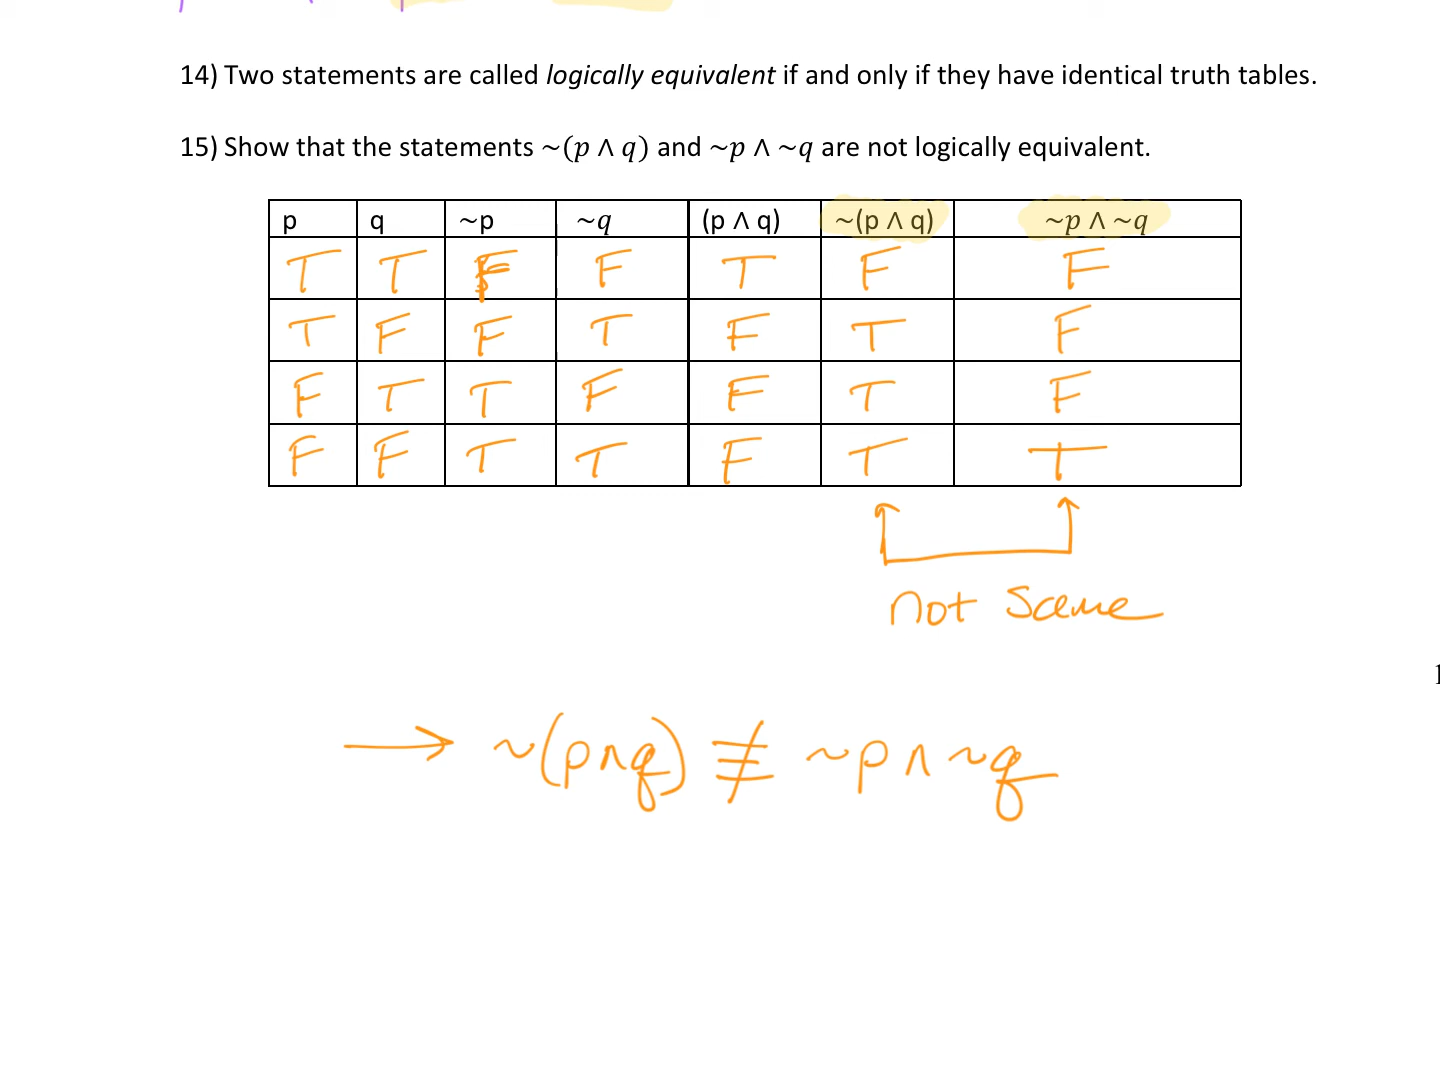 14) Two statements are called logically equivalent if and only if they have identical truth tables.
15) Show that the statements ~(p ∧ q) and ~p ∧ ~q are not logically equivalent.
p q ~p ~q (p ∧ q) ~(p ∧ q) ~p ∧ ~q
T T F F T F F
T F F T F T F
F T T F F T F
F F T T F T T
not same
1
→ ~(p∧q) ≢ ~p ∧ ~q